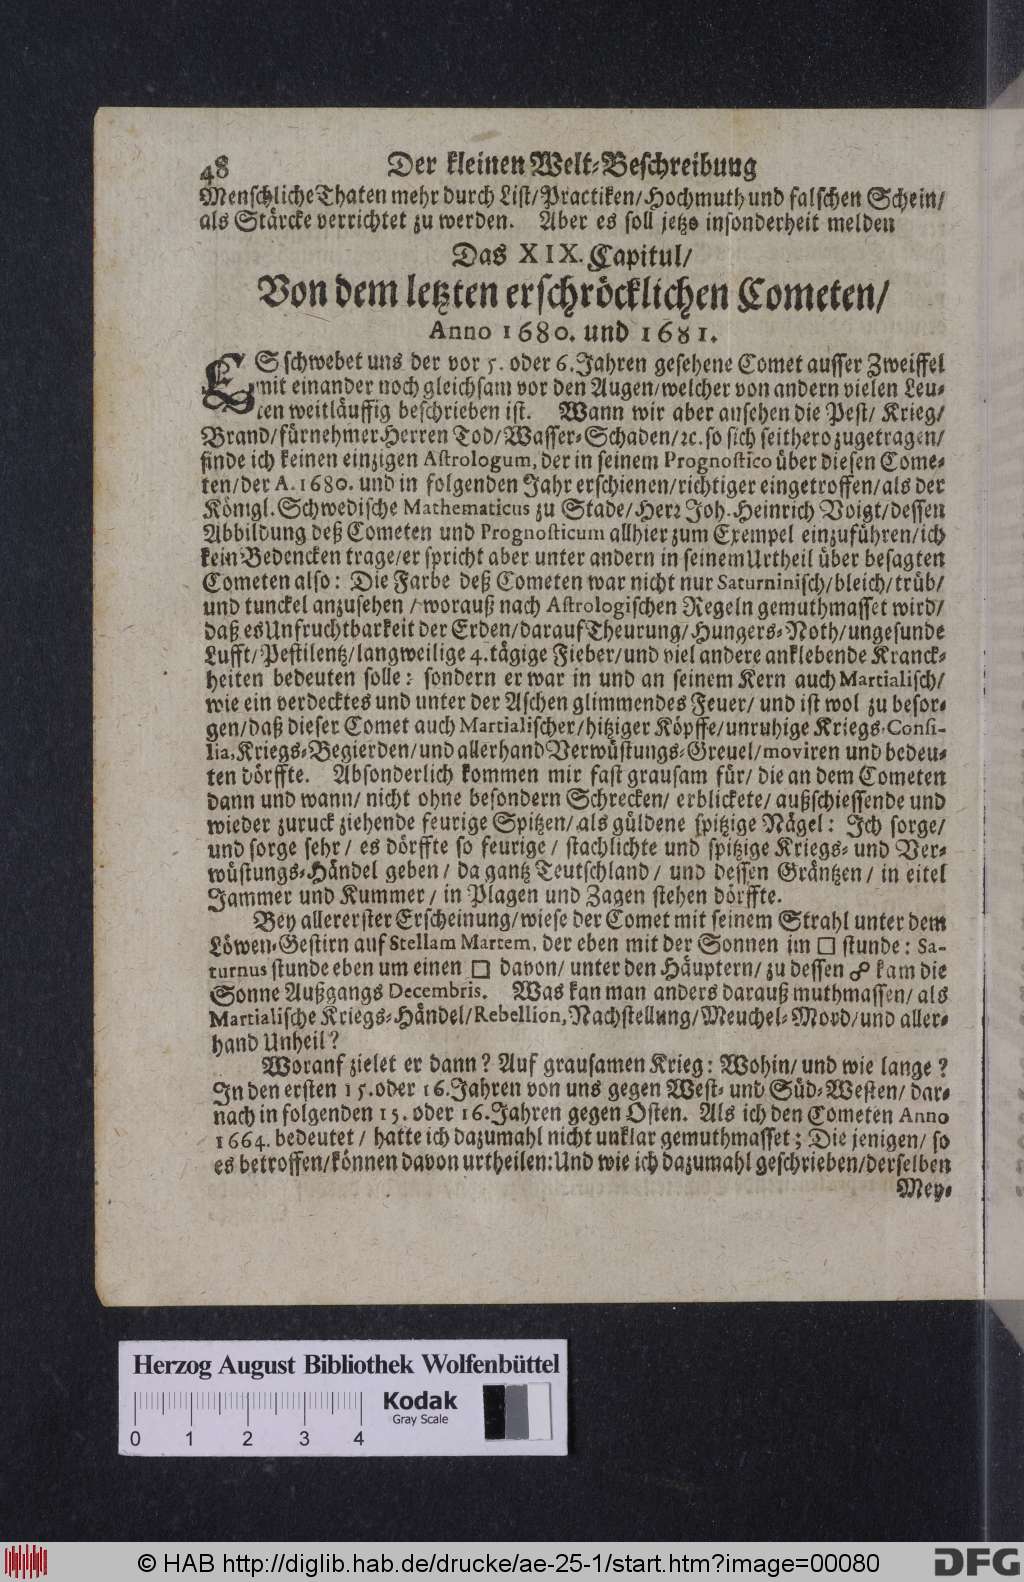 48 Der kleinen Welt-Beschreibung
Menschliche Thaten mehr durch List/Practiken/Hochmuth und falschen Schein/
als Stärcke verrichtet zu werden. Aber es soll jetzo insonderheit melden
Das XIX. Capitul/
Von dem letzten erschröcklichen Cometen/
Anno 1680. und 1681.
ES schwebet uns der vor 5. oder 6. Jahren gesehene Comet ausser Zweiffel
mit einander noch gleichsam vor den Augen/welcher von andern vielen Leu-
ten weitläuffig beschrieben ist. Wann wir aber ansehen die Pest/ Krieg/
Brand/fürnehmer Herren Tod/Wasser-Schaden/ꝛc. so sich seithero zugetragen/
finde ich keinen einzigen Astrologum, der in seinem Prognostico über diesen Come-
ten/der A. 1680. und in folgenden Jahr erschienen/richtiger eingetroffen/als der
Königl. Schwedische Mathematicus zu Stade/Herr Joh. Heinrich Voigt/dessen
Abbildung deß Cometen und Prognosticum allhier zum Exempel einzuführen/ich
kein Bedencken trage/er spricht aber unter andern in seinem Urtheil über besagten
Cometen also: Die Farbe deß Cometen war nicht nur Saturninisch/bleich/trüb/
und tunckel anzusehen/worauß nach Astrologischen Regeln gemuthmasset wird/
daß es Unfruchtbarkeit der Erden/darauf Theurung/Hungers-Noth/ungesunde
Lufft/Pestilentz/langweilige 4. tägige Fieber/und viel andere anklebende Kranck-
heiten bedeuten solle: sondern er war in und an seinem Kern auch Martialisch/
wie ein verdecktes und unter der Aschen glimmendes Feuer/ und ist wol zu besor-
gen/daß dieser Comet auch Martialischer/hitziger Köpffe/unruhige Kriegs-Consi-
lia, Kriegs-Begierden/und allerhand Verwüstungs-Greuel/moviren und bedeu-
ten dörffte. Absonderlich kommen mir fast grausam für/ die an dem Cometen
dann und wann/ nicht ohne besondern Schrecken/ erblickete/ außschiessende und
wieder zuruck ziehende feurige Spitzen/als güldene spitzige Nägel: Ich sorge/
und sorge sehr/ es dörffte so feurige/ stachlichte und spitzige Kriegs- und Ver-
wüstungs-Händel geben/ da gantz Teutschland/ und dessen Gräntzen/ in eitel
Jammer und Kummer/ in Plagen und Zagen stehen dörffte.
Bey allererster Erscheinung/wiese der Comet mit seinem Strahl unter dem
Löwen-Gestirn auf Stellam Martem, der eben mit der Sonnen im □ stunde: Sa-
turnus stunde eben um einen □ davon/ unter den Häuptern/ zu dessen ☍ kam die
Sonne Außgangs Decembris. Was kan man anders darauß muthmassen/ als
Martialische Kriegs-Händel/Rebellion, Nachstellung/Meuchel-Mord/und aller-
hand Unheil?
Worauf zielet er dann? Auf grausamen Krieg: Wohin/ und wie lange?
In den ersten 15. oder 16. Jahren von uns gegen West- und Süd-Westen/ dar-
nach in folgenden 15. oder 16. Jahren gegen Osten. Als ich den Cometen Anno
1664. bedeutet/ hatte ich dazumahl nicht unklar gemuthmasset; Die jenigen/ so
es betroffen/können davon urtheilen: Und wie ich dazumahl geschrieben/derselben
Mey-
Herzog August Bibliothek Wolfenbüttel
Kodak
Gray Scale
0 1 2 3 4
© HAB http://diglib.hab.de/drucke/ae-25-1/start.htm?image=00080
DFG